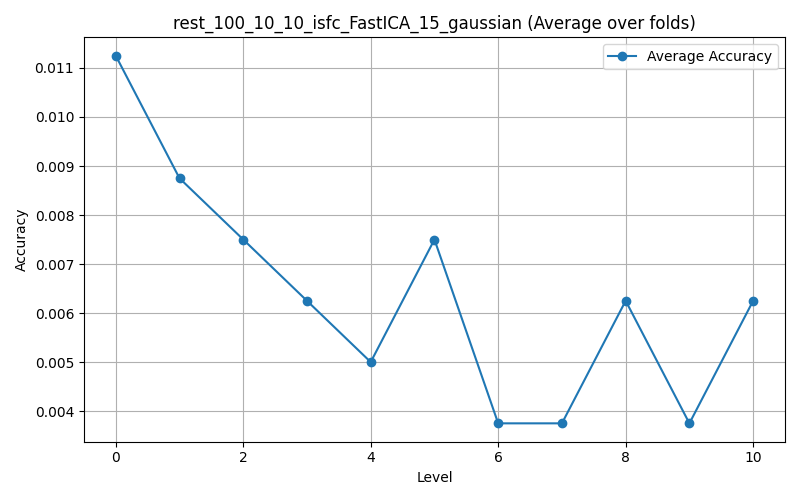 rest_100_10_10_isfc_FastICA_15_gaussian (Average over folds)
Average Accuracy
0.011
0.010
0.009
0.008
0.007
0.006
0.005
0.004
Accuracy
0 2 4 6 8 10
Level